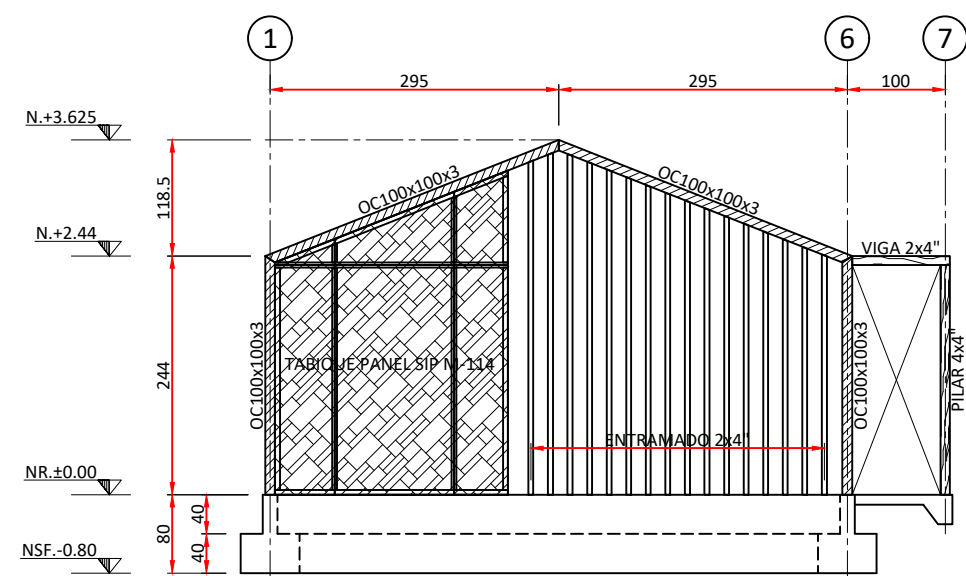 1
6
7
295
295
100
N.+3.625
OC100x100x3
OC100x100x3
118.5
N.+2.44
VIGA 2x4"
OC100x100x3
TABIQUE PANEL SIP M-114
244
OC100x100x3
PILAR 4x4"
ENTRAMADO 2x4"
NR.±0.00
40
80
40
NSF.-0.80